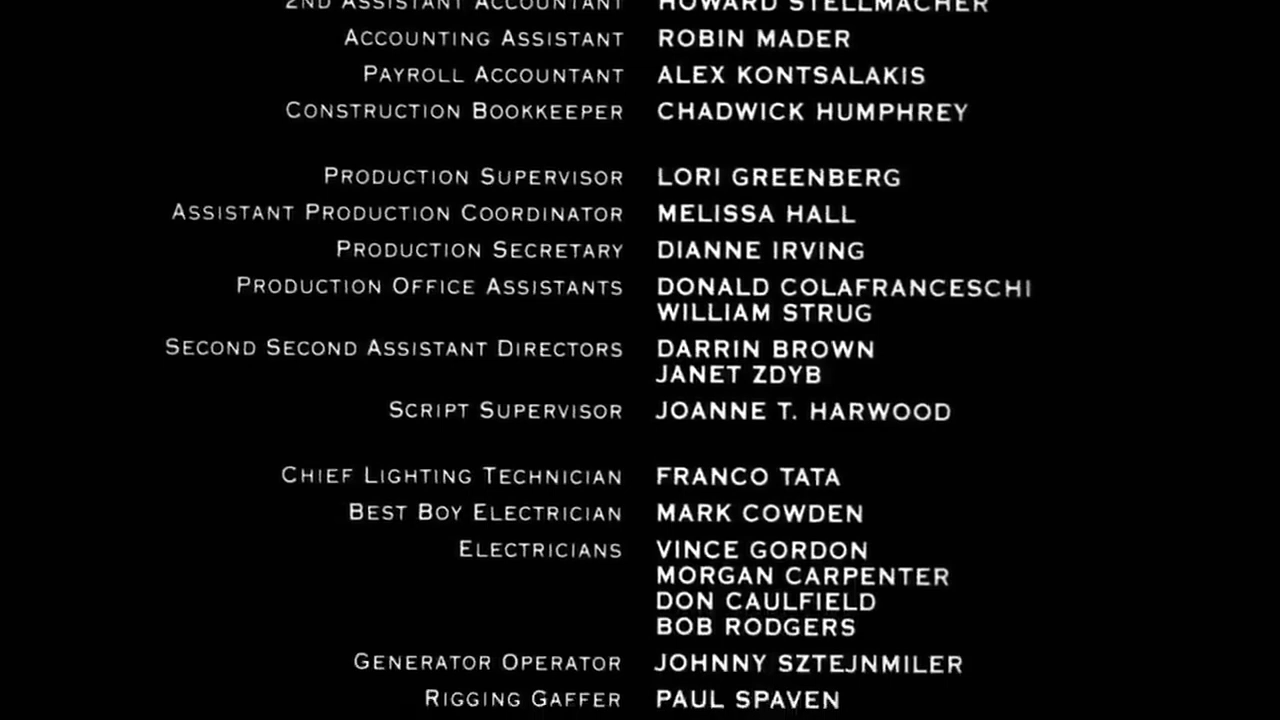 2ND ASSISTANT ACCOUNTANT HOWARD STELLMACHER
ACCOUNTING ASSISTANT ROBIN MADER
PAYROLL ACCOUNTANT ALEX KONTSALAKIS
CONSTRUCTION BOOKKEEPER CHADWICK HUMPHREY
PRODUCTION SUPERVISOR LORI GREENBERG
ASSISTANT PRODUCTION COORDINATOR MELISSA HALL
PRODUCTION SECRETARY DIANNE IRVING
PRODUCTION OFFICE ASSISTANTS DONALD COLAFRANCESCHI
WILLIAM STRUG
SECOND SECOND ASSISTANT DIRECTORS DARRIN BROWN
JANET ZDYB
SCRIPT SUPERVISOR JOANNE T. HARWOOD
CHIEF LIGHTING TECHNICIAN FRANCO TATA
BEST BOY ELECTRICIAN MARK COWDEN
ELECTRICIANS VINCE GORDON
MORGAN CARPENTER
DON CAULFIELD
BOB RODGERS
GENERATOR OPERATOR JOHNNY SZTEJNMILER
RIGGING GAFFER PAUL SPAVEN